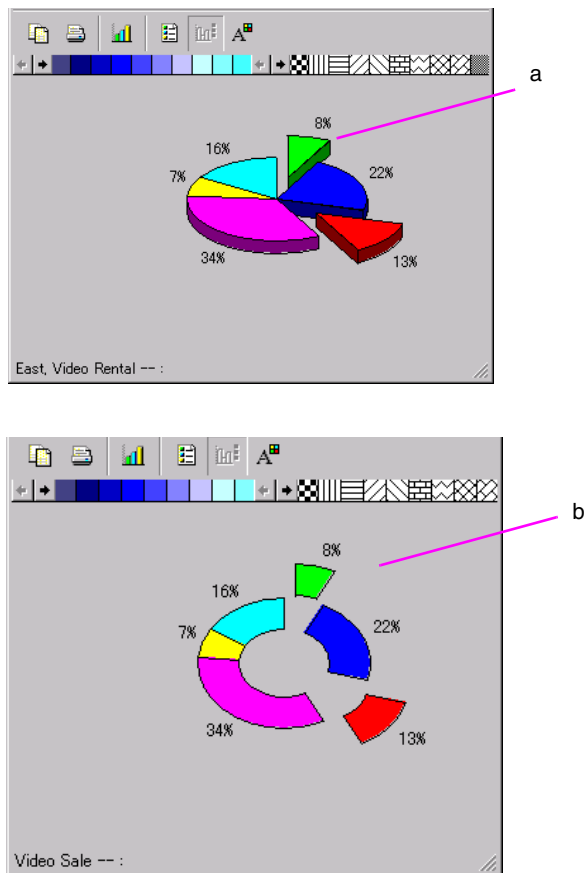 A
a
8%
16%
7%
22%
34%
13%
East, Video Rental -- :
A
b
8%
16%
7%
22%
34%
13%
Video Sale -- :